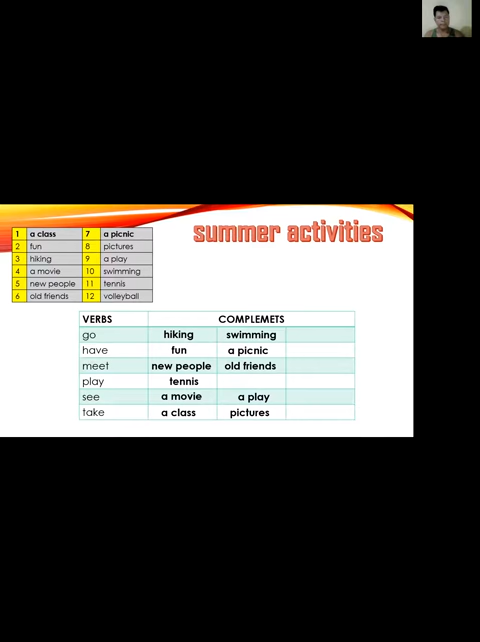 summer activities
1 a class 7 a picnic
2 fun 8 pictures
3 hiking 9 a play
4 a movie 10 swimming
5 new people 11 tennis
6 old friends 12 volleyball
VERBS COMPLEMETS
go hiking swimming
have fun a picnic
meet new people old friends
play tennis
see a movie a play
take a class pictures